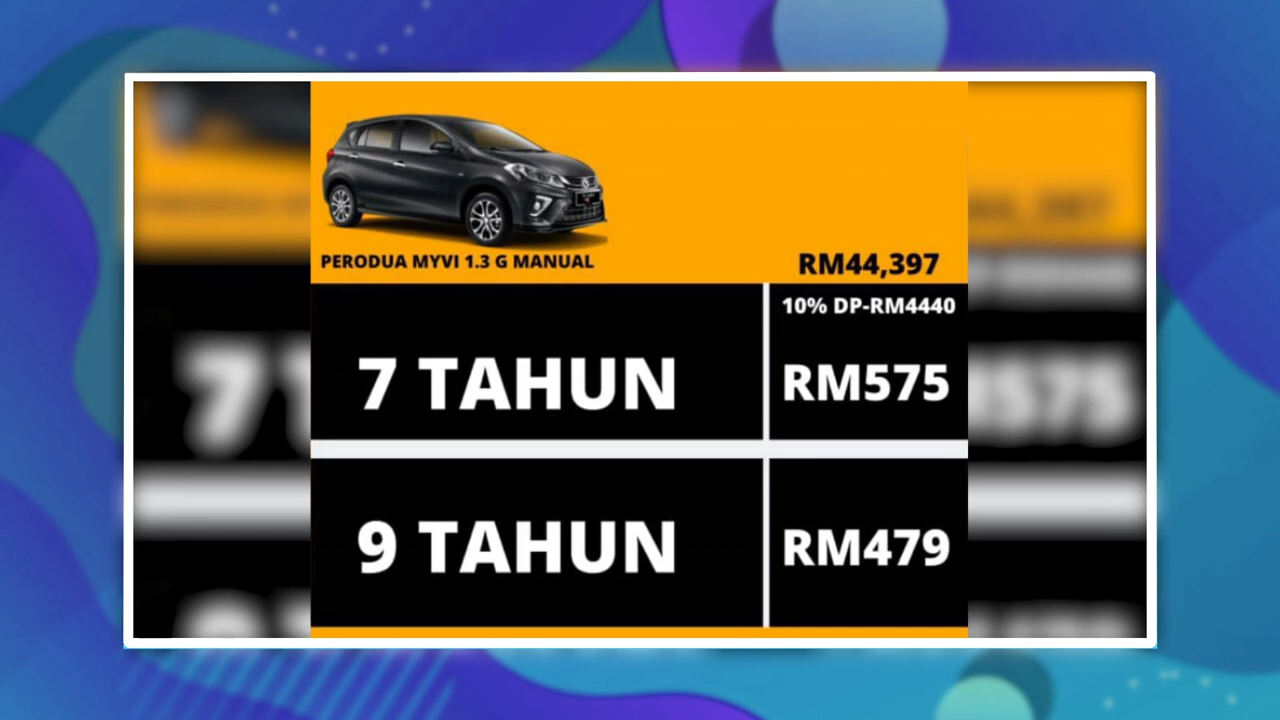 PERODUA MYVI 1.3 G MANUAL
RM44,397
10% DP-RM4440
7 TAHUN
RM575
9 TAHUN
RM479